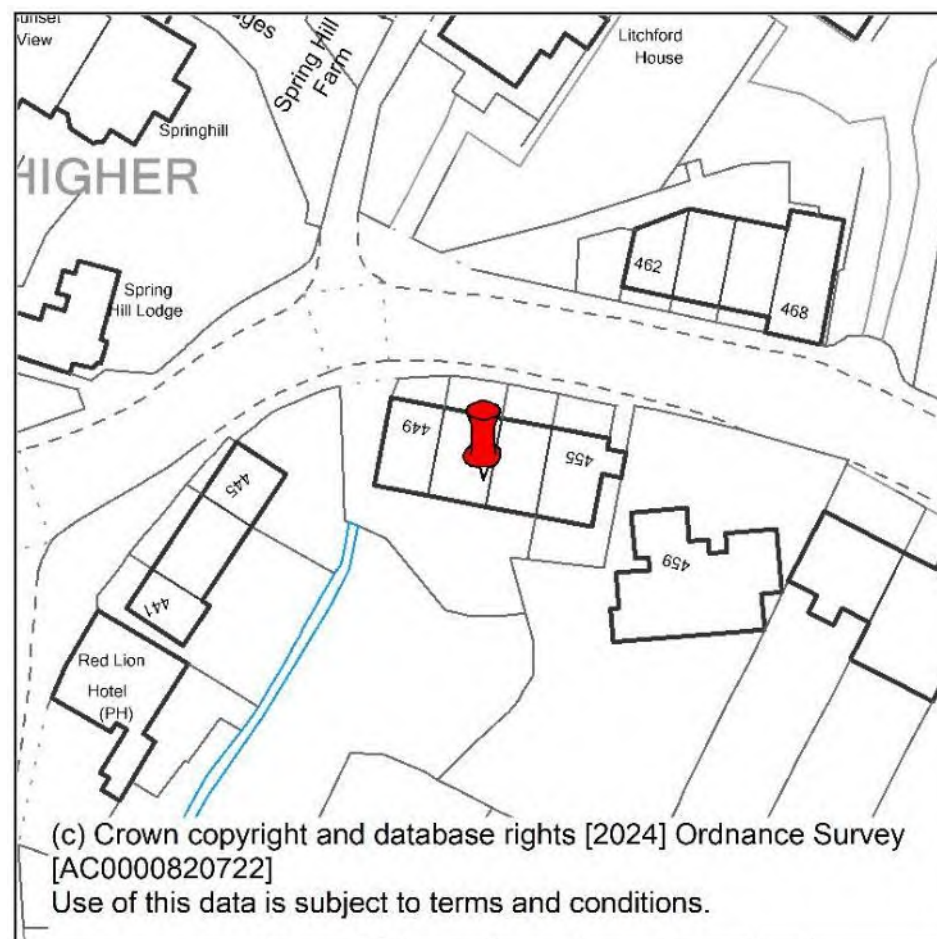 View
Spring Hill
Farm
Litchford
House
Springhill
HIGHER
Spring
Hill Lodge
462
468
449
455
445
459
441
Red Lion
Hotel
(PH)
(c) Crown copyright and database rights [2024] Ordnance Survey
[AC0000820722]
Use of this data is subject to terms and conditions.